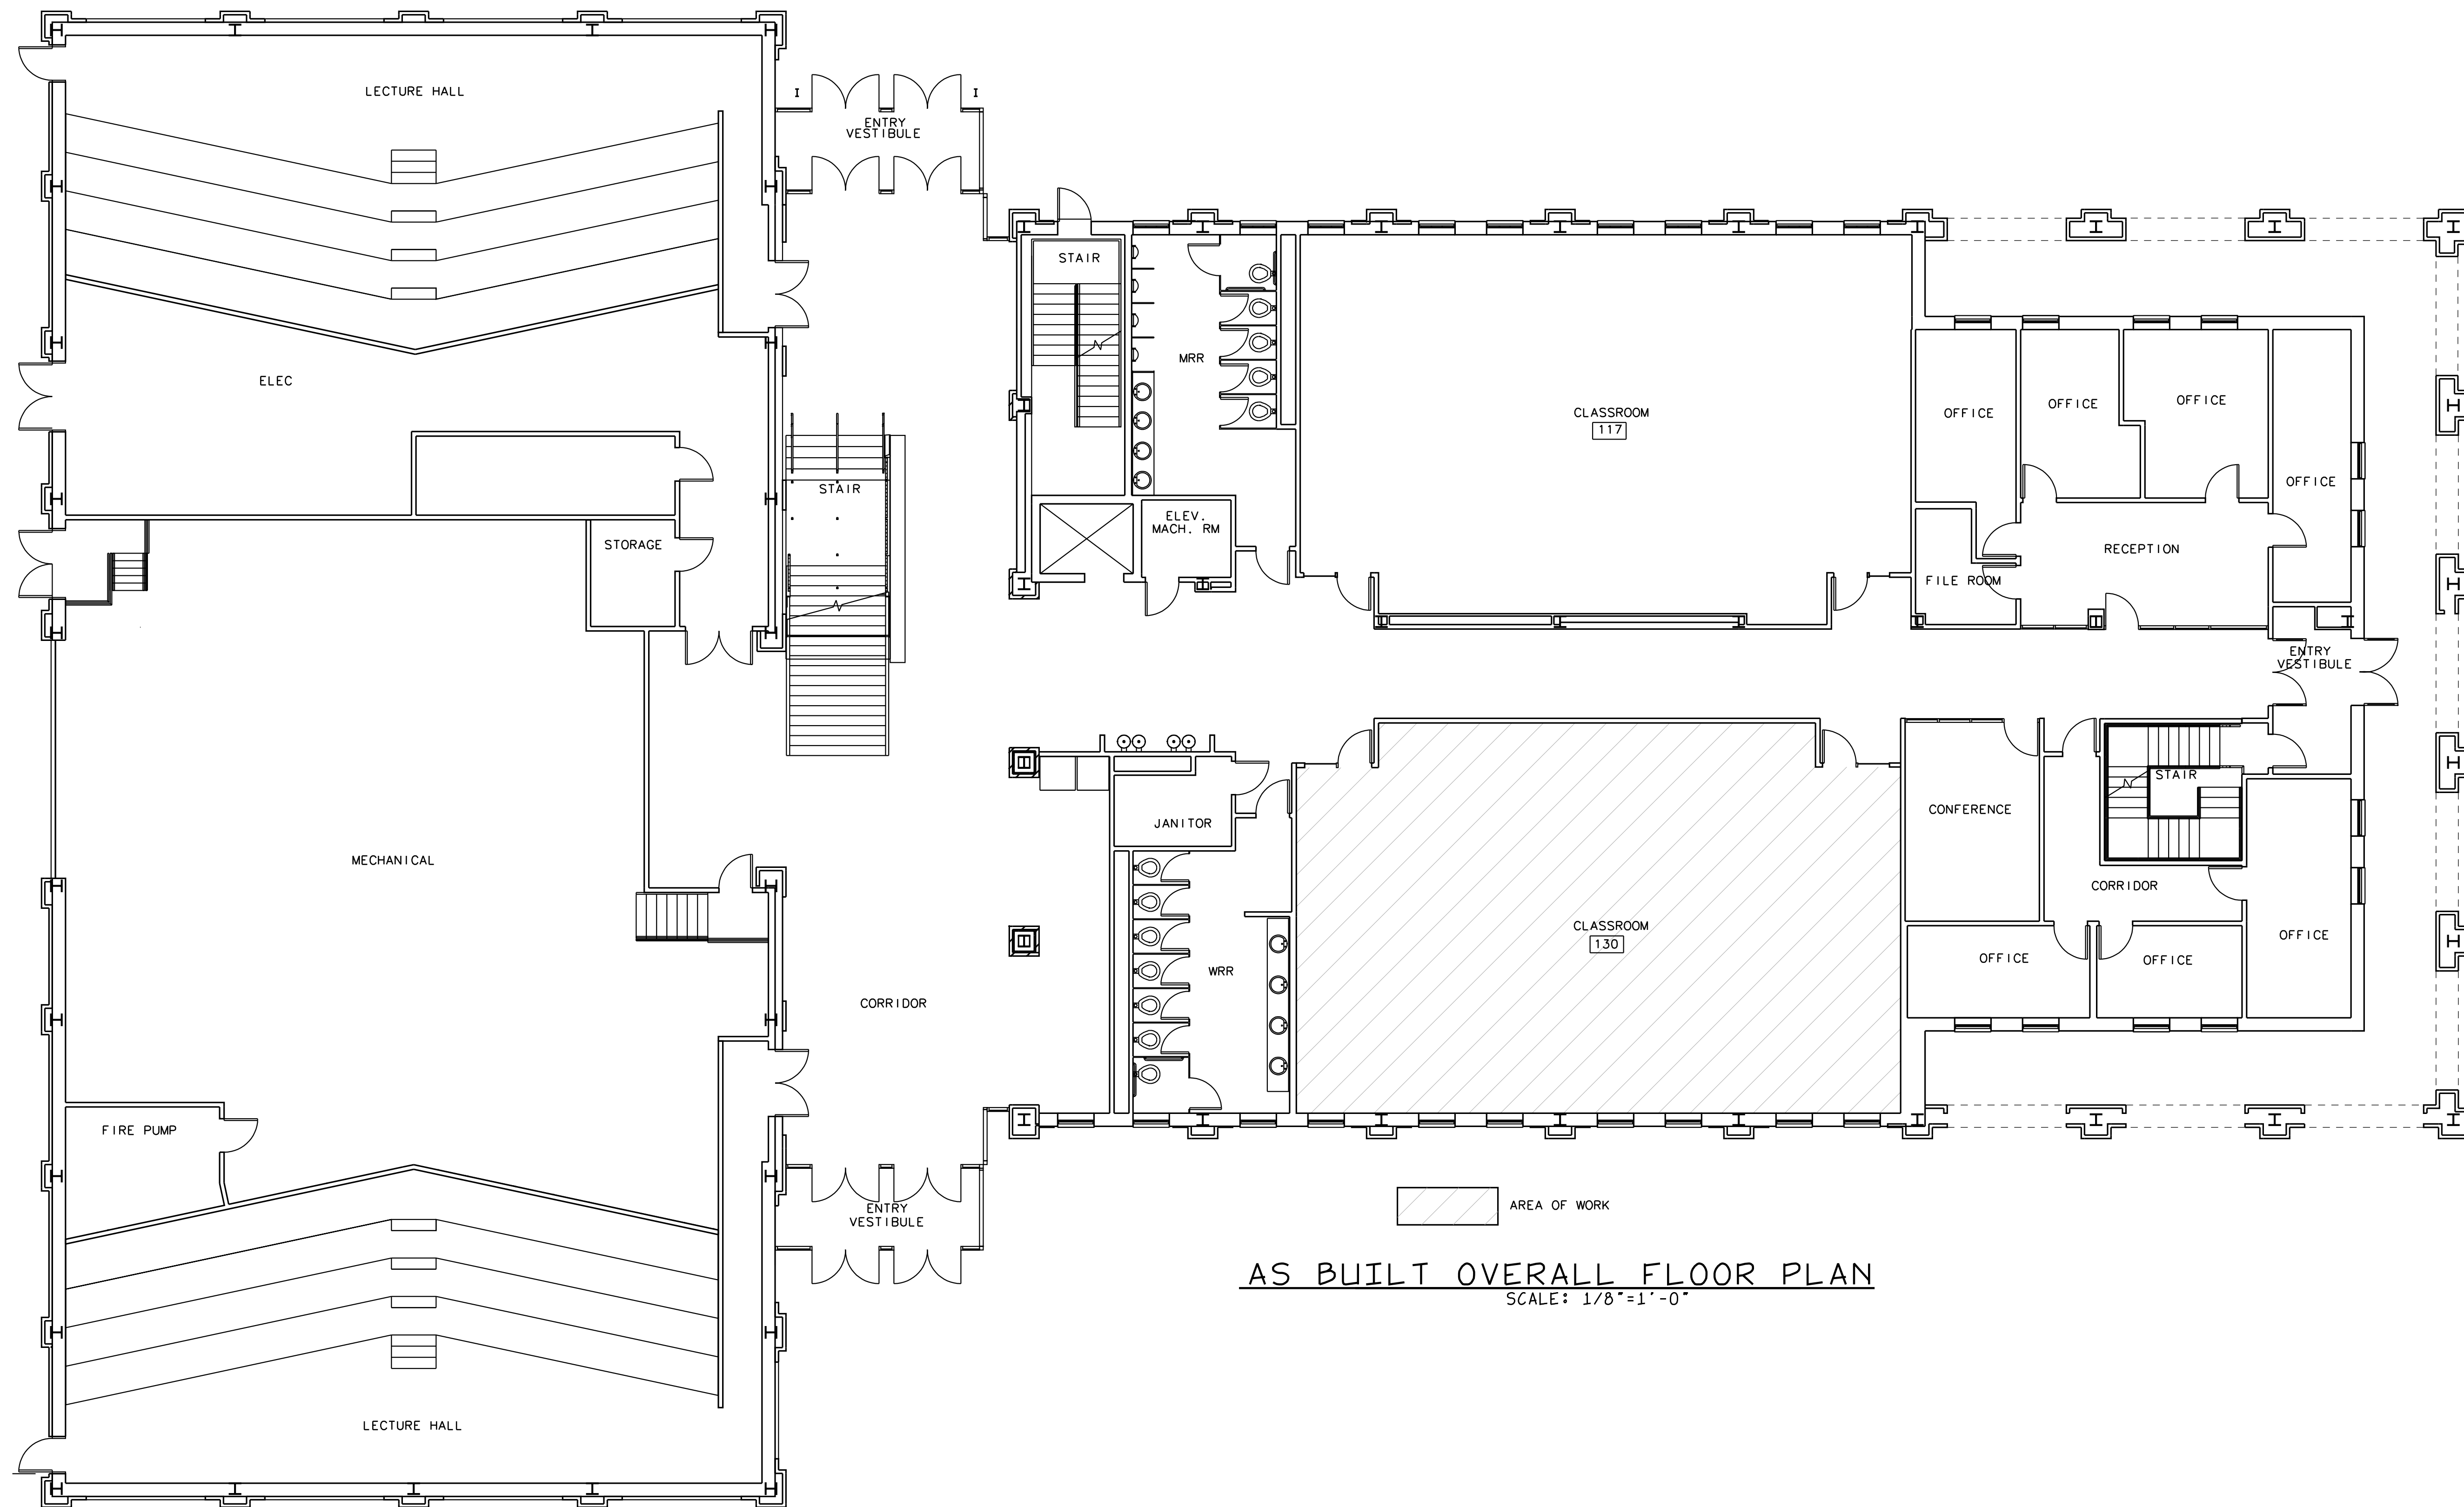 LECTURE HALL
ENTRY
VESTIBULE
STAIR
MRR
ELEC
CLASSROOM
117
OFFICE
OFFICE
OFFICE
OFFICE
STAIR
ELEV.
MACH. RM
STORAGE
RECEPTION
FILE ROOM
ENTRY
VESTIBULE
STAIR
CONFERENCE
JANITOR
MECHANICAL
CORRIDOR
CLASSROOM
130
OFFICE
OFFICE
OFFICE
WRR
CORRIDOR
FIRE PUMP
ENTRY
VESTIBULE
AREA OF WORK
AS BUILT OVERALL FLOOR PLAN
SCALE: 1/8"=1'-0"
LECTURE HALL